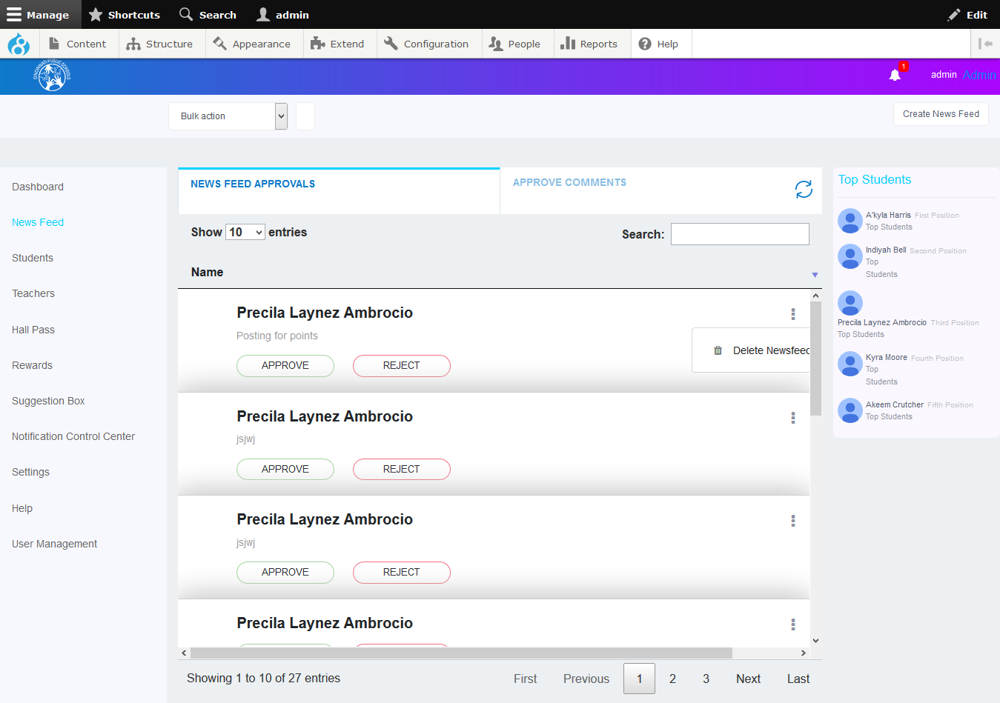 Manage Shortcuts Search admin Edit
Content Structure Appearance Extend Configuration People Reports Help
CINCINNATI PUBLIC SCHOOLS
1
admin Admin
Bulk action
Create News Feed
Dashboard
News Feed
Students
Teachers
Hall Pass
Rewards
Suggestion Box
Notification Control Center
Settings
Help
User Management
NEWS FEED APPROVALS
APPROVE COMMENTS
Show 10 entries
Search:
Name
Precila Laynez Ambrocio
Posting for points
APPROVE REJECT
Delete Newsfeed
Precila Laynez Ambrocio
jsjwj
APPROVE REJECT
Precila Laynez Ambrocio
jsjwj
APPROVE REJECT
Precila Laynez Ambrocio
Showing 1 to 10 of 27 entries
First Previous 1 2 3 Next Last
Top Students
A'kyla Harris First Position
Top Students
Indiyah Bell Second Position
Top
Students
Precila Laynez Ambrocio Third Position
Top Students
Kyra Moore Fourth Position
Top
Students
Akeem Crutcher Fifth Position
Top Students